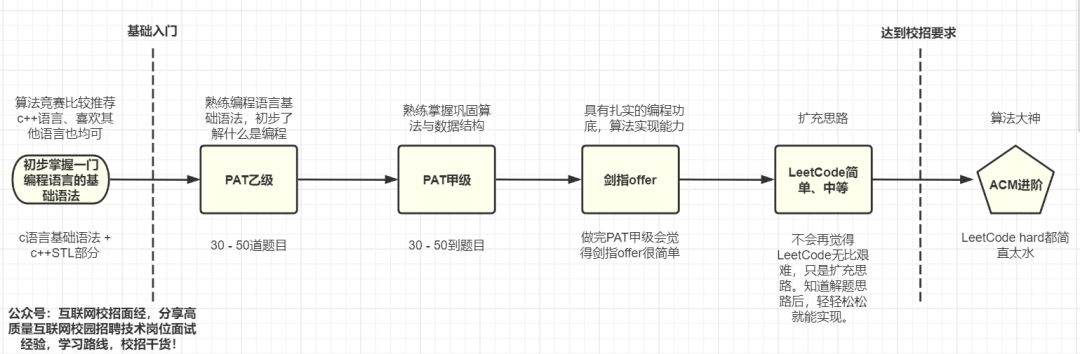 基础入门
达到校招要求
算法竞赛比较推荐
c++语言、喜欢其
他语言也均可
熟练编程语言基
础语法，初步了
解什么是编程
熟练掌握巩固算
法与数据结构
具有扎实的编程功
底，算法实现能力
扩充思路
算法大神
初步掌握一门
编程语言的基
础语法
PAT乙级
PAT甲级
剑指offer
LeetCode简
单、中等
ACM进阶
c语言基础语法 +
c++STL部分
30 - 50道题目
30 - 50到题目
做完PAT甲级会觉
得剑指offer很简单
不会再觉得
LeetCode无比艰
难，只是扩充思
路。知道解题思
路后，轻轻松松
就能实现。
LeetCode hard都简
直太水
公众号：互联网校招面经，分享高
质量互联网校园招聘技术岗位面试
经验，学习路线，校招干货！